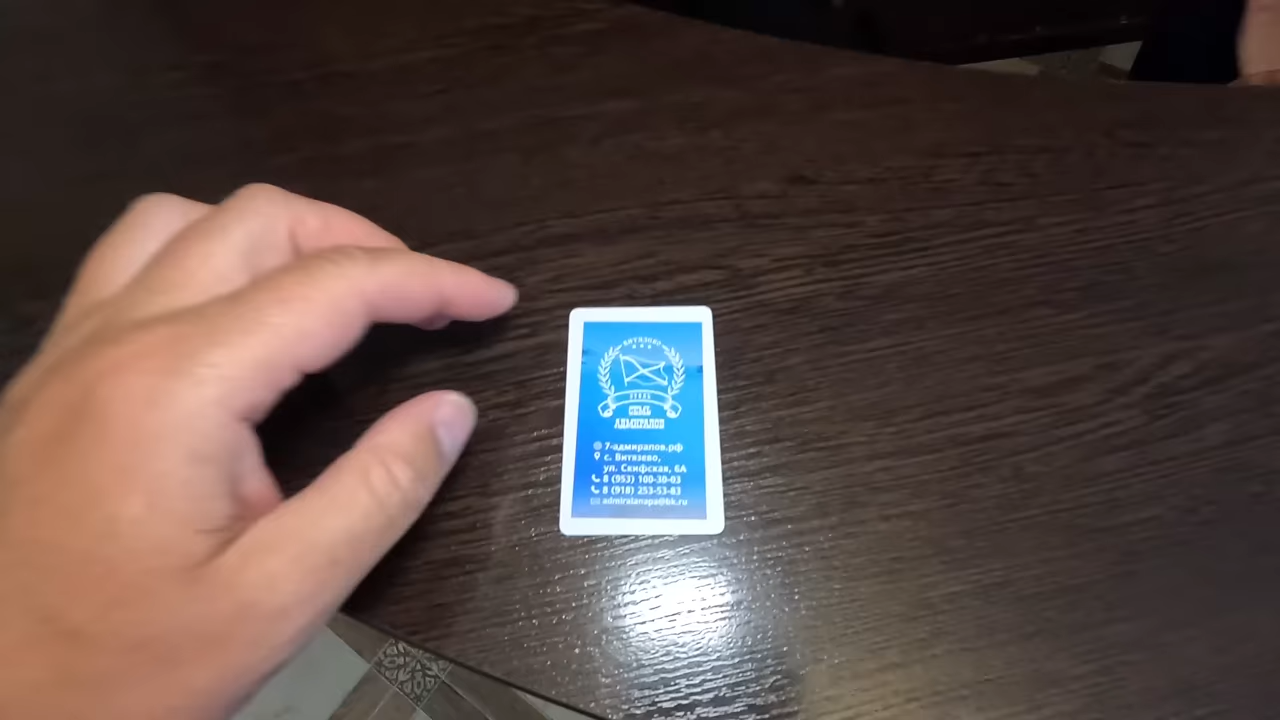 ВИТЯЗЕВО
ОТЕЛЬ
СЕМЬ
АДМИРАЛОВ
7-адмиралов.рф
с. Витязево,
ул. Скифская, 6А
8 (953) 100-30-03
8 (918) 253-53-83
admiralanapa@bk.ru